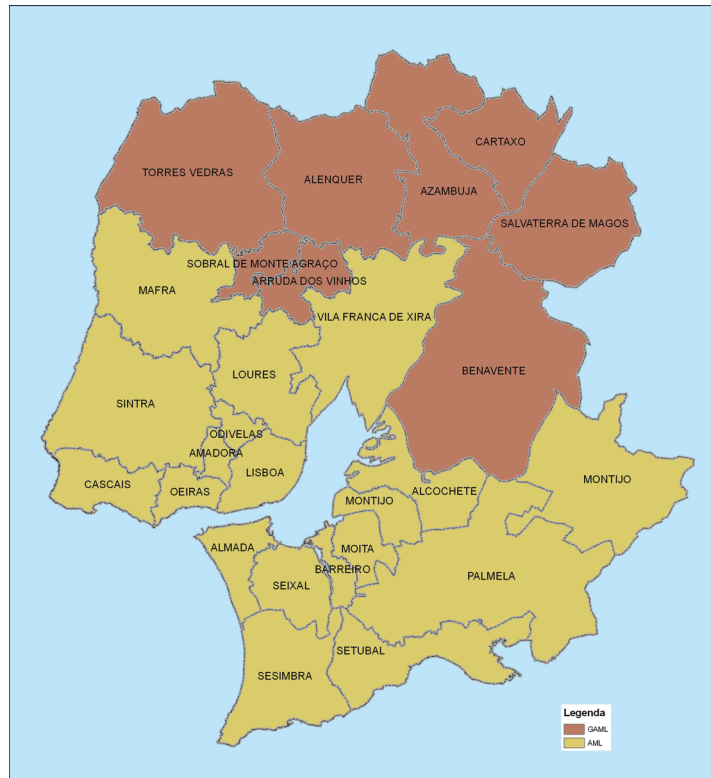 CARTAXO
TORRES VEDRAS
ALENQUER
AZAMBUJA
SALVATERRA DE MAGOS
SOBRAL DE MONTE AGRAÇO
ARRUDA DOS VINHOS
MAFRA
VILA FRANCA DE XIRA
LOURES
BENAVENTE
SINTRA
ODIVELAS
AMADORA
LISBOA
MONTIJO
CASCAIS
OEIRAS
ALCOCHETE
MONTIJO
ALMADA
MOITA
BARREIRO
PALMELA
SEIXAL
SETUBAL
SESIMBRA
Legenda
GAML
AML